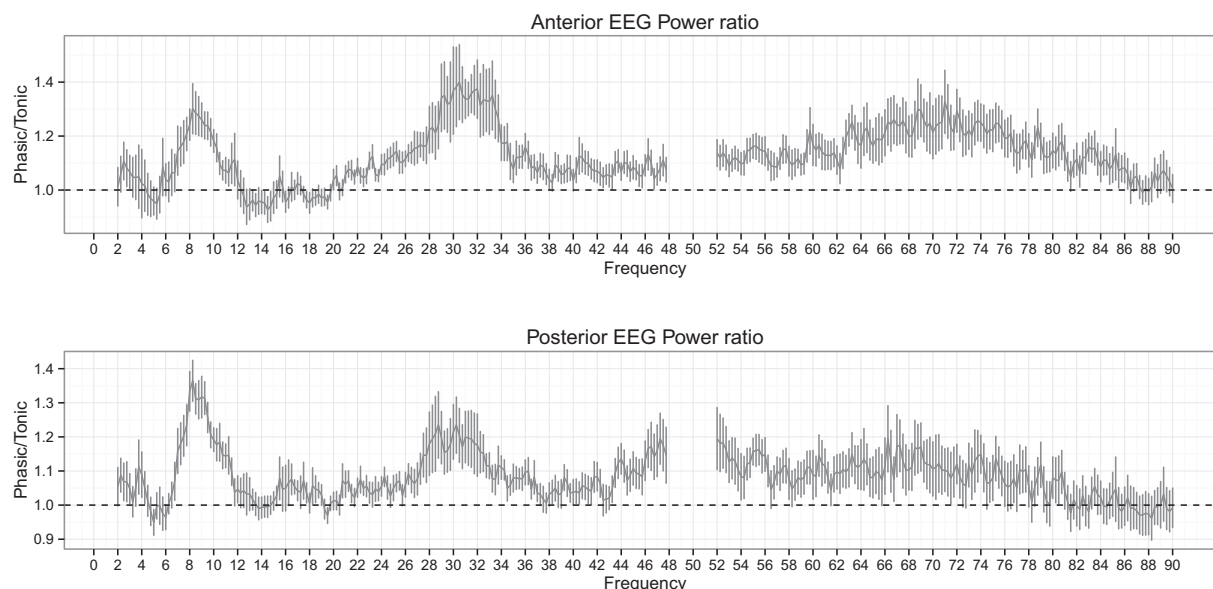 Anterior EEG Power ratio
Phasic/Tonic
1.4
1.2
1.0
0 2 4 6 8 10 12 14 16 18 20 22 24 26 28 30 32 34 36 38 40 42 44 46 48 50 52 54 56 58 60 62 64 66 68 70 72 74 76 78 80 82 84 86 88 90
Frequency
Posterior EEG Power ratio
Phasic/Tonic
1.4
1.3
1.2
1.1
1.0
0.9
0 2 4 6 8 10 12 14 16 18 20 22 24 26 28 30 32 34 36 38 40 42 44 46 48 50 52 54 56 58 60 62 64 66 68 70 72 74 76 78 80 82 84 86 88 90
Frequency